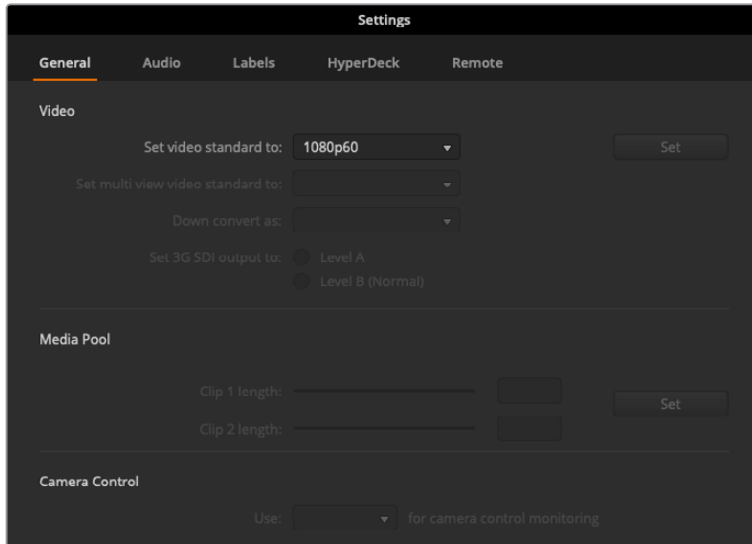 Settings
General Audio Labels HyperDeck Remote
Video
Set video standard to: 1080p60 Set
Set multi view video standard to:
Down convert as:
Set 3G SDI output to: Level A
Level B (Normal)
Media Pool
Clip 1 length:
Set
Clip 2 length:
Camera Control
Use: for camera control monitoring